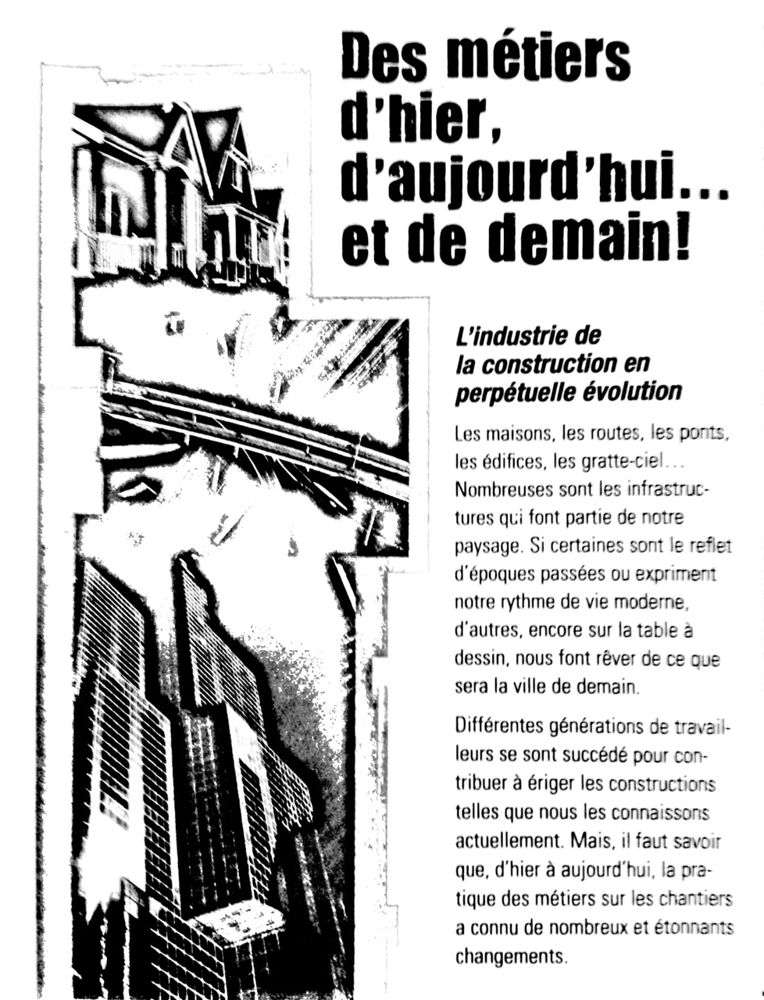 Des métiers
d'hier,
d'aujourd'hui...
et de demain!
L'industrie de
la construction en
perpétuelle évolution
Les maisons, les routes, les ponts,
les édifices, les gratte-ciel...
Nombreuses sont les infrastruc-
tures qui font partie de notre
paysage. Si certaines sont le reflet
d'époques passées ou expriment
notre rythme de vie moderne,
d'autres, encore sur la table à
dessin, nous font rêver de ce que
sera la ville de demain.
Différentes générations de travail-
leurs se sont succédé pour con-
tribuer à ériger les constructions
telles que nous les connaissons
actuellement. Mais, il faut savoir
que, d'hier à aujourd'hui, la pra-
tique des métiers sur les chantiers
a connu de nombreux et étonnants
changements.